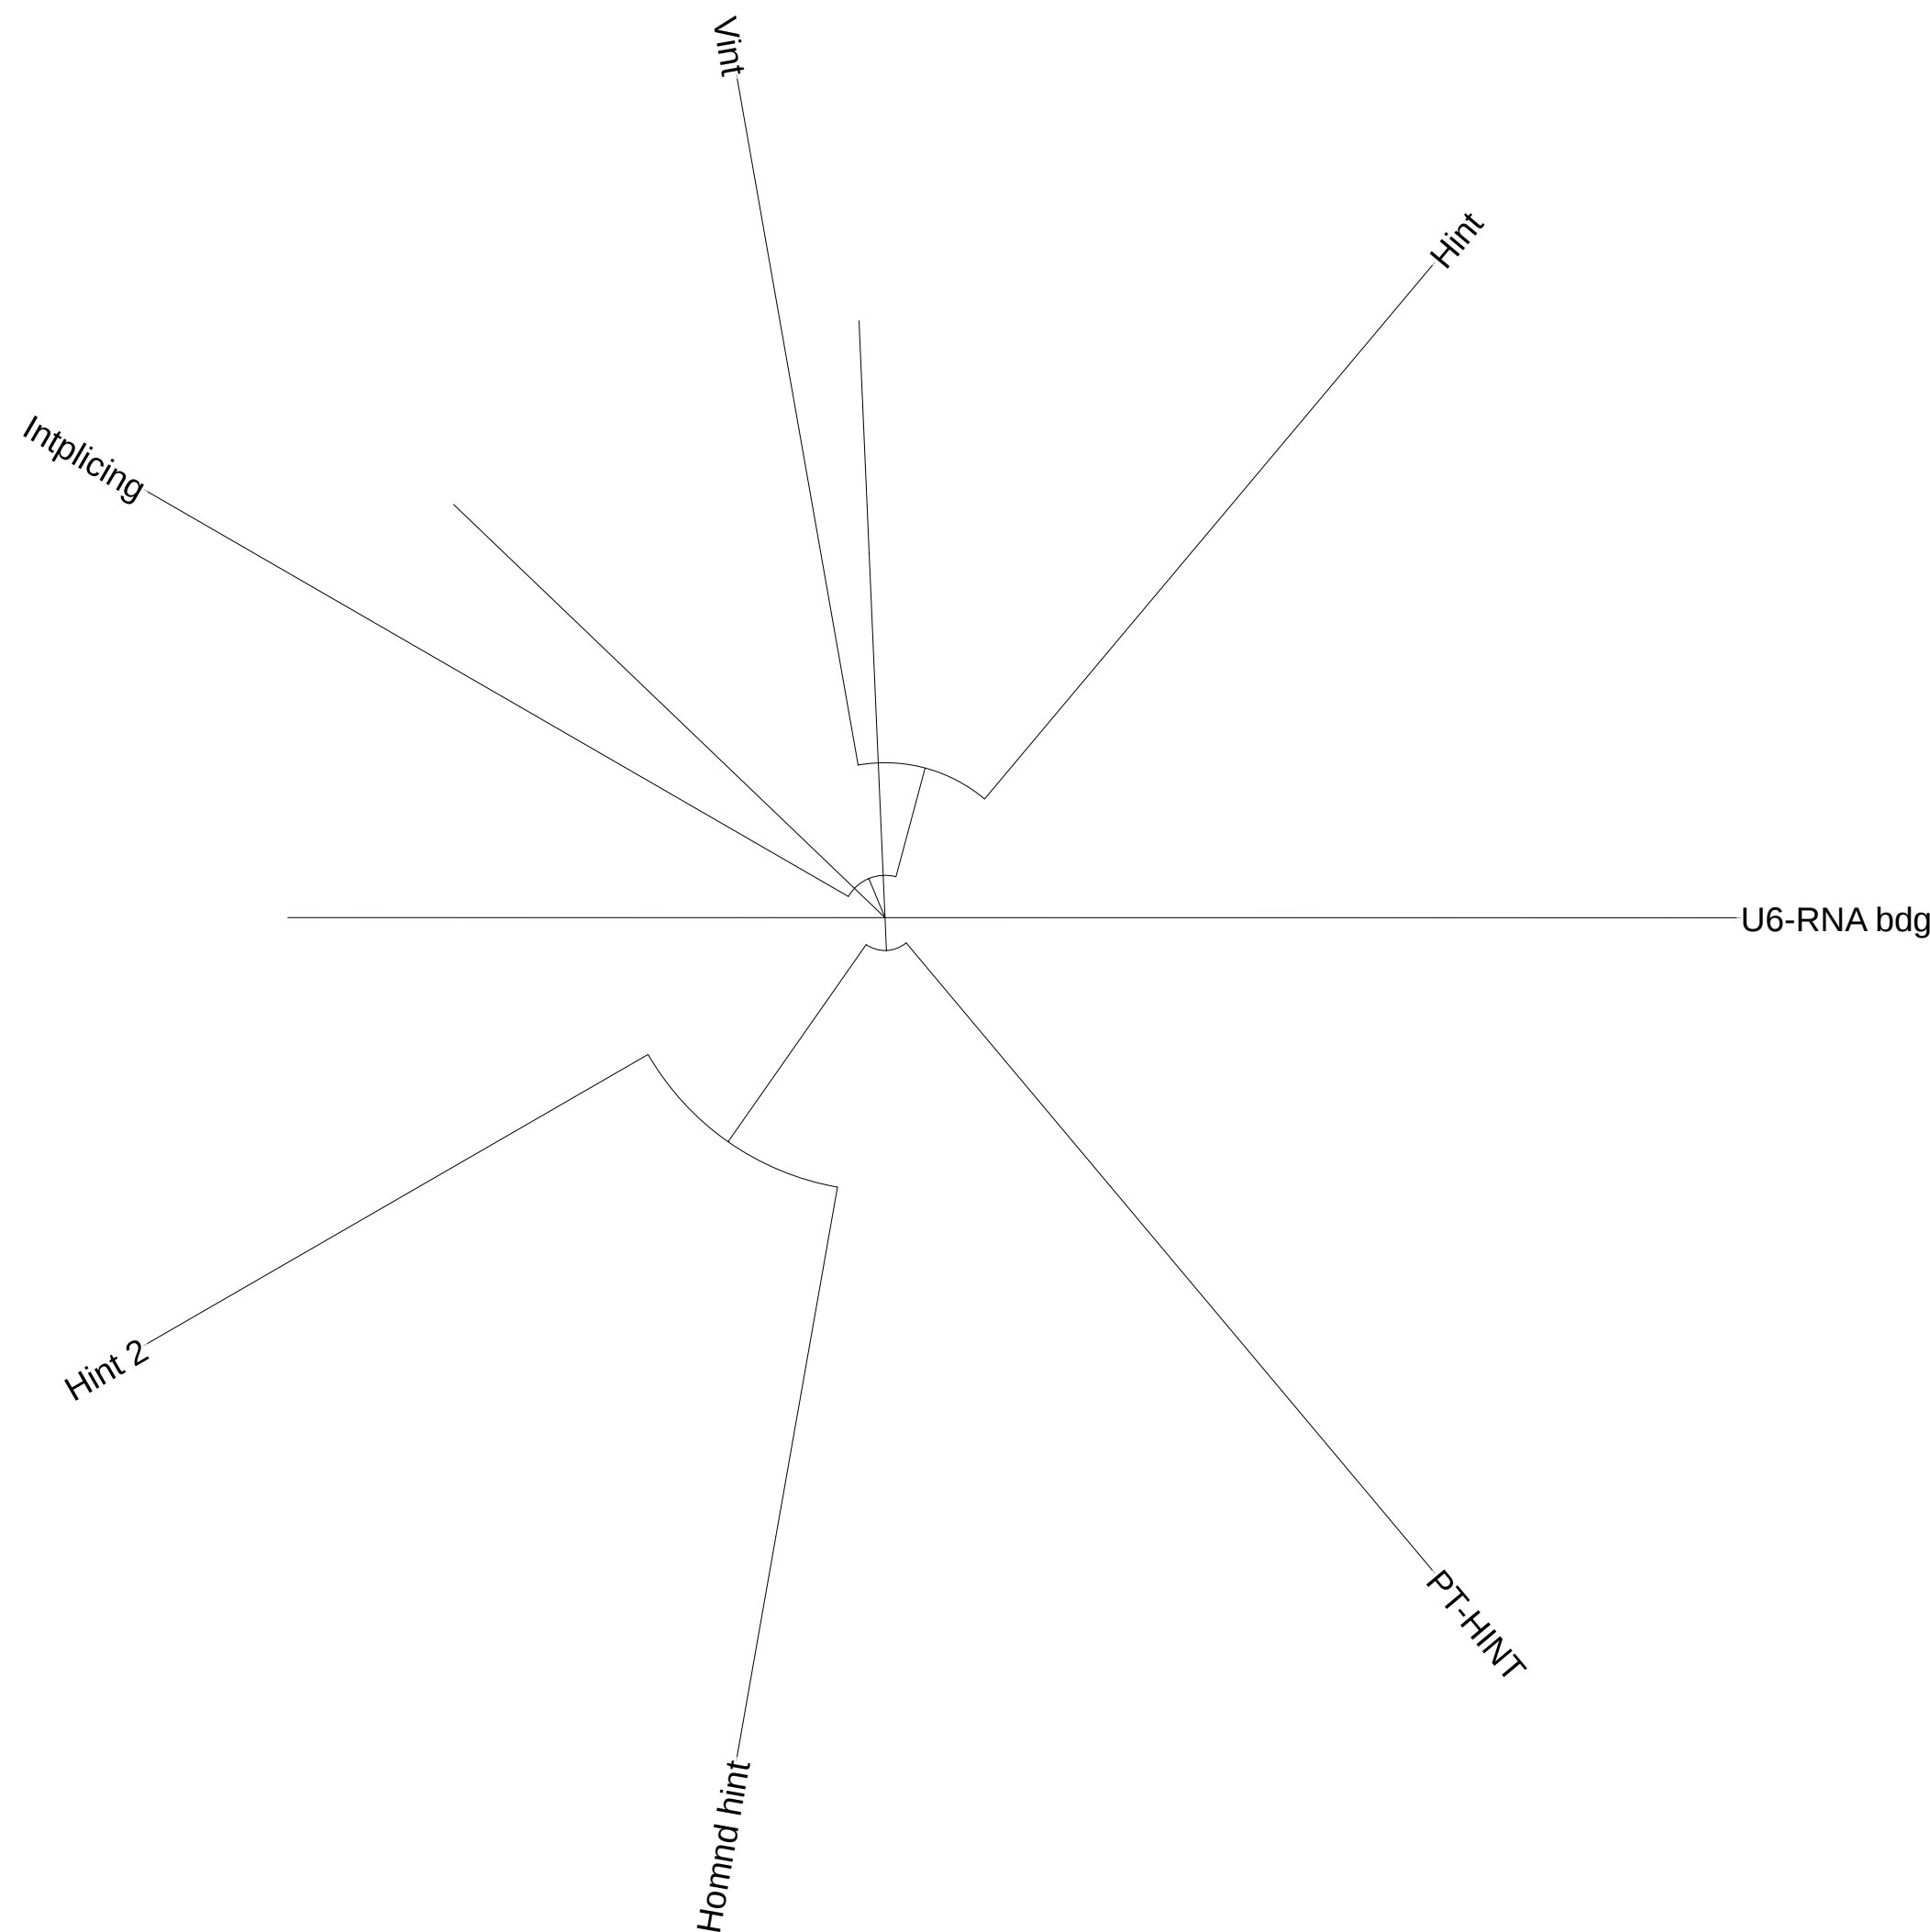 Vint
Hint
Intplicing
U6-RNA bdg
Hint 2
PT-HINT
Homnd hint